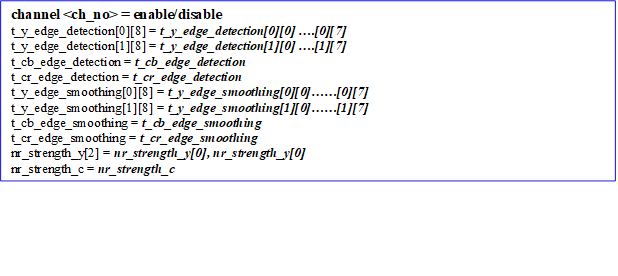 channel <ch_no> = enable/disable
t_y_edge_detection[0][8] = t_y_edge_detection[0][0] ….[0][7]
t_y_edge_detection[1][8] = t_y_edge_detection[1][0] ….[1][7]
t_cb_edge_detection = t_cb_edge_detection
t_cr_edge_detection = t_cr_edge_detection
t_y_edge_smoothing[0][8] = t_y_edge_smoothing[0][0]……[0][7]
t_y_edge_smoothing[1][8] = t_y_edge_smoothing[1][0]……[1][7]
t_cb_edge_smoothing = t_cb_edge_smoothing
t_cr_edge_smoothing = t_cr_edge_smoothing
nr_strength_y[2] = nr_strength_y[0], nr_strength_y[0]
nr_strength_c = nr_strength_c